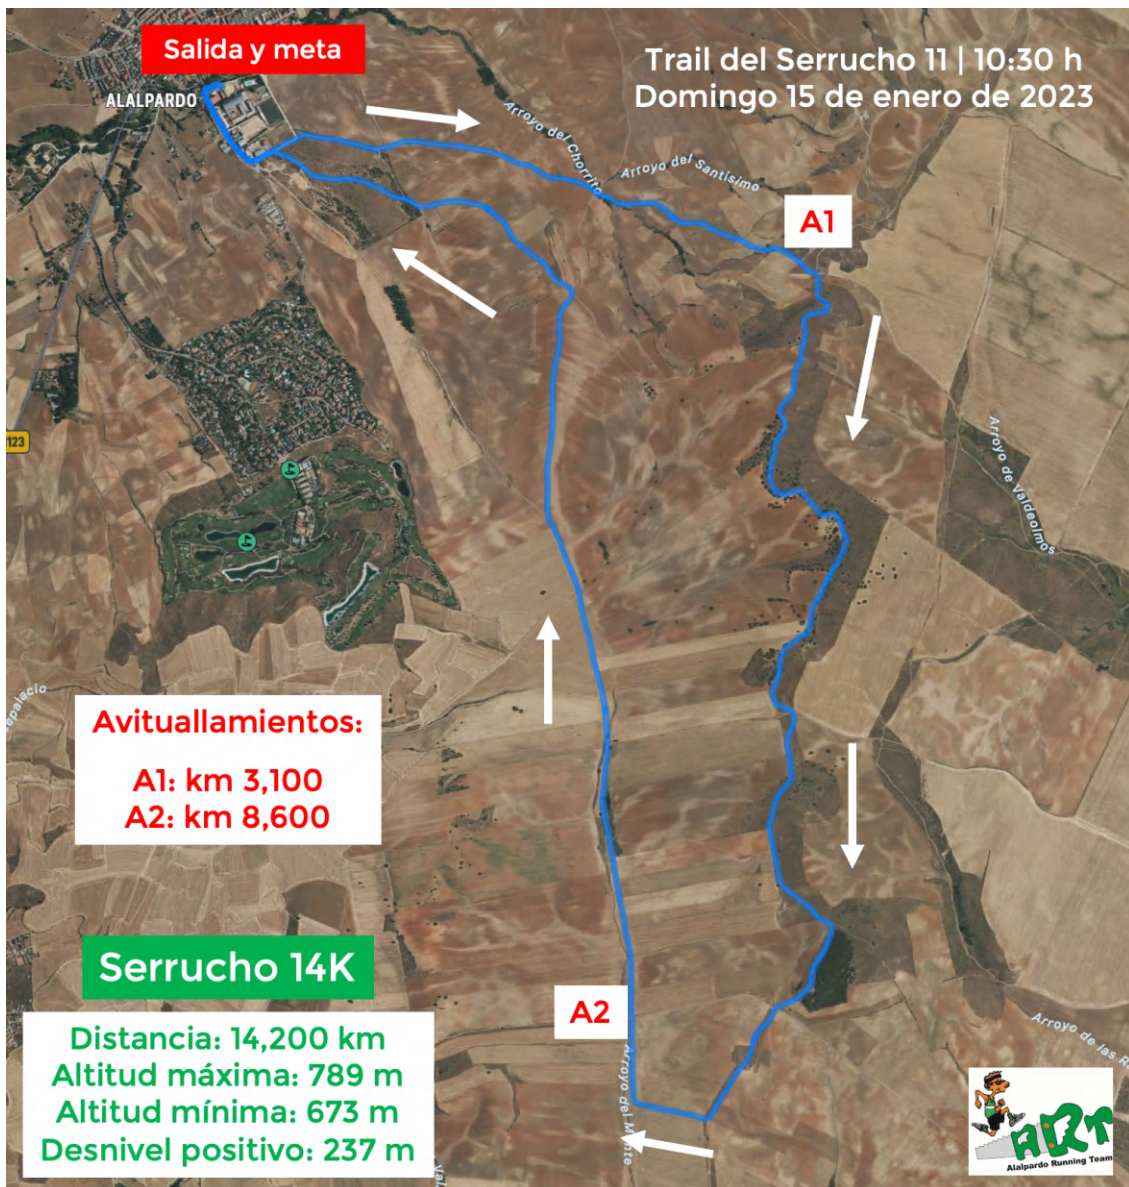 Salida y meta
Trail del Serrucho 11 | 10:30 h
Domingo 15 de enero de 2023
ALALPARDO
Arroyo del Chorrito
Arroyo del Santísimo
A1
123
Arroyo de Valdeolmos
Avituallamientos:
A1: km 3,100
A2: km 8,600
Serrucho 14K
A2
Arroyo de las
Arroyo del Monte
Distancia: 14,200 km
Altitud máxima: 789 m
Altitud mínima: 673 m
Desnivel positivo: 237 m
ART
Alalpardo Running Team